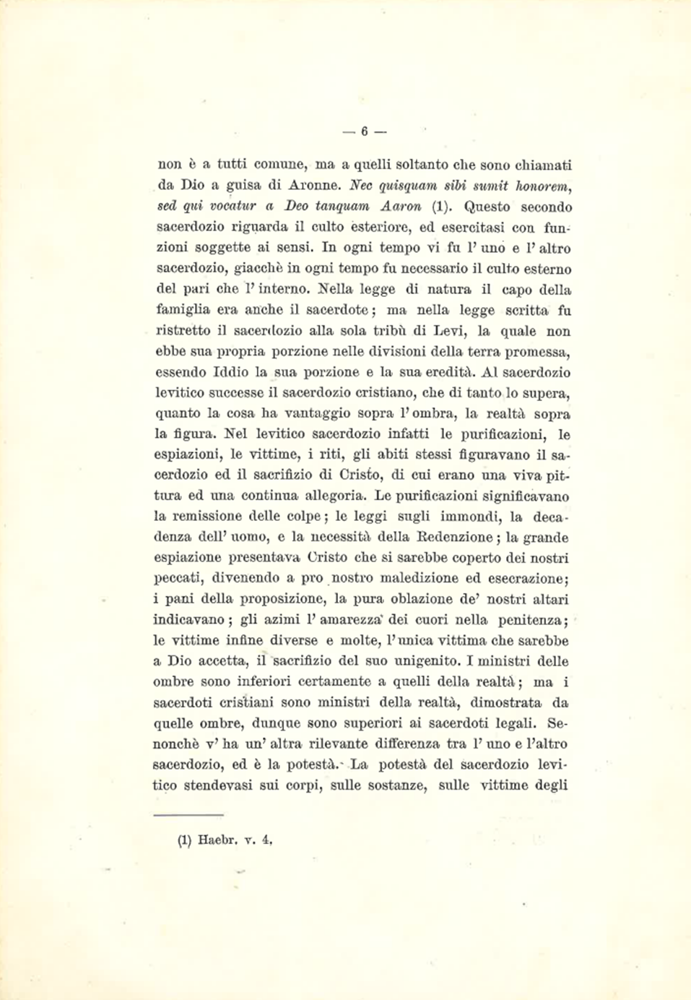 — 6 —
non è a tutti comune, ma a quelli soltanto che sono chiamati
da Dio a guisa di Aronne. Nec quisquam sibi sumit honorem,
sed qui vocatur a Deo tanquam Aaron (1). Questo secondo
sacerdozio riguarda il culto esteriore, ed esercitasi con fun-
zioni soggette ai sensi. In ogni tempo vi fu l' uno e l' altro
sacerdozio, giacchè in ogni tempo fu necessario il culto esterno
del pari che l' interno. Nella legge di natura il capo della
famiglia era anche il sacerdote; ma nella legge scritta fu
ristretto il sacerdozio alla sola tribù di Levi, la quale non
ebbe sua propria porzione nelle divisioni della terra promessa,
essendo Iddio la sua porzione e la sua eredità. Al sacerdozio
levitico successe il sacerdozio cristiano, che di tanto lo supera,
quanto la cosa ha vantaggio sopra l' ombra, la realtà sopra
la figura. Nel levitico sacerdozio infatti le purificazioni, le
espiazioni, le vittime, i riti, gli abiti stessi figuravano il sa-
cerdozio ed il sacrifizio di Cristo, di cui erano una viva pit-
tura ed una continua allegoria. Le purificazioni significavano
la remissione delle colpe; le leggi sugli immondi, la deca-
denza dell' uomo, e la necessità della Redenzione; la grande
espiazione presentava Cristo che si sarebbe coperto dei nostri
peccati, divenendo a pro nostro maledizione ed esecrazione;
i pani della proposizione, la pura oblazione de' nostri altari
indicavano; gli azimi l' amarezza dei cuori nella penitenza;
le vittime infine diverse e molte, l' unica vittima che sarebbe
a Dio accetta, il sacrifizio del suo unigenito. I ministri delle
ombre sono inferiori certamente a quelli della realtà; ma i
sacerdoti cristiani sono ministri della realtà, dimostrata da
quelle ombre, dunque sono superiori ai sacerdoti legali. Se-
nonchè v' ha un' altra rilevante differenza tra l' uno e l'altro
sacerdozio, ed è la potestà. La potestà del sacerdozio levi-
tico stendevasi sui corpi, sulle sostanze, sulle vittime degli
(1) Haebr. v. 4.